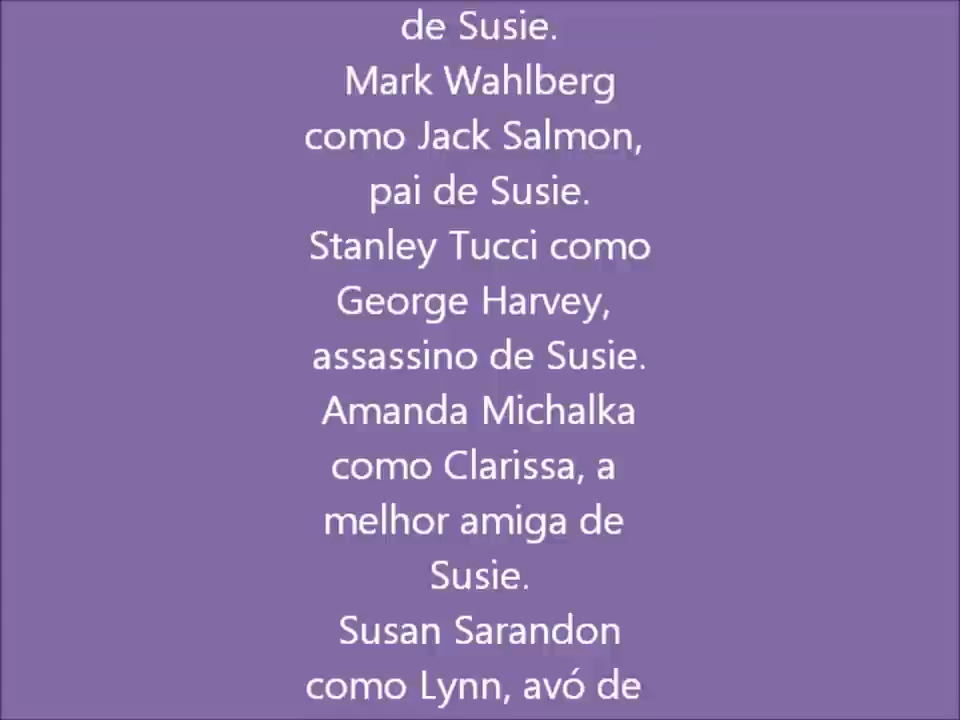 de Susie.
Mark Wahlberg
como Jack Salmon,
pai de Susie.
Stanley Tucci como
George Harvey,
assassino de Susie.
Amanda Michalka
como Clarissa, a
melhor amiga de
Susie.
Susan Sarandon
como Lynn, avó de